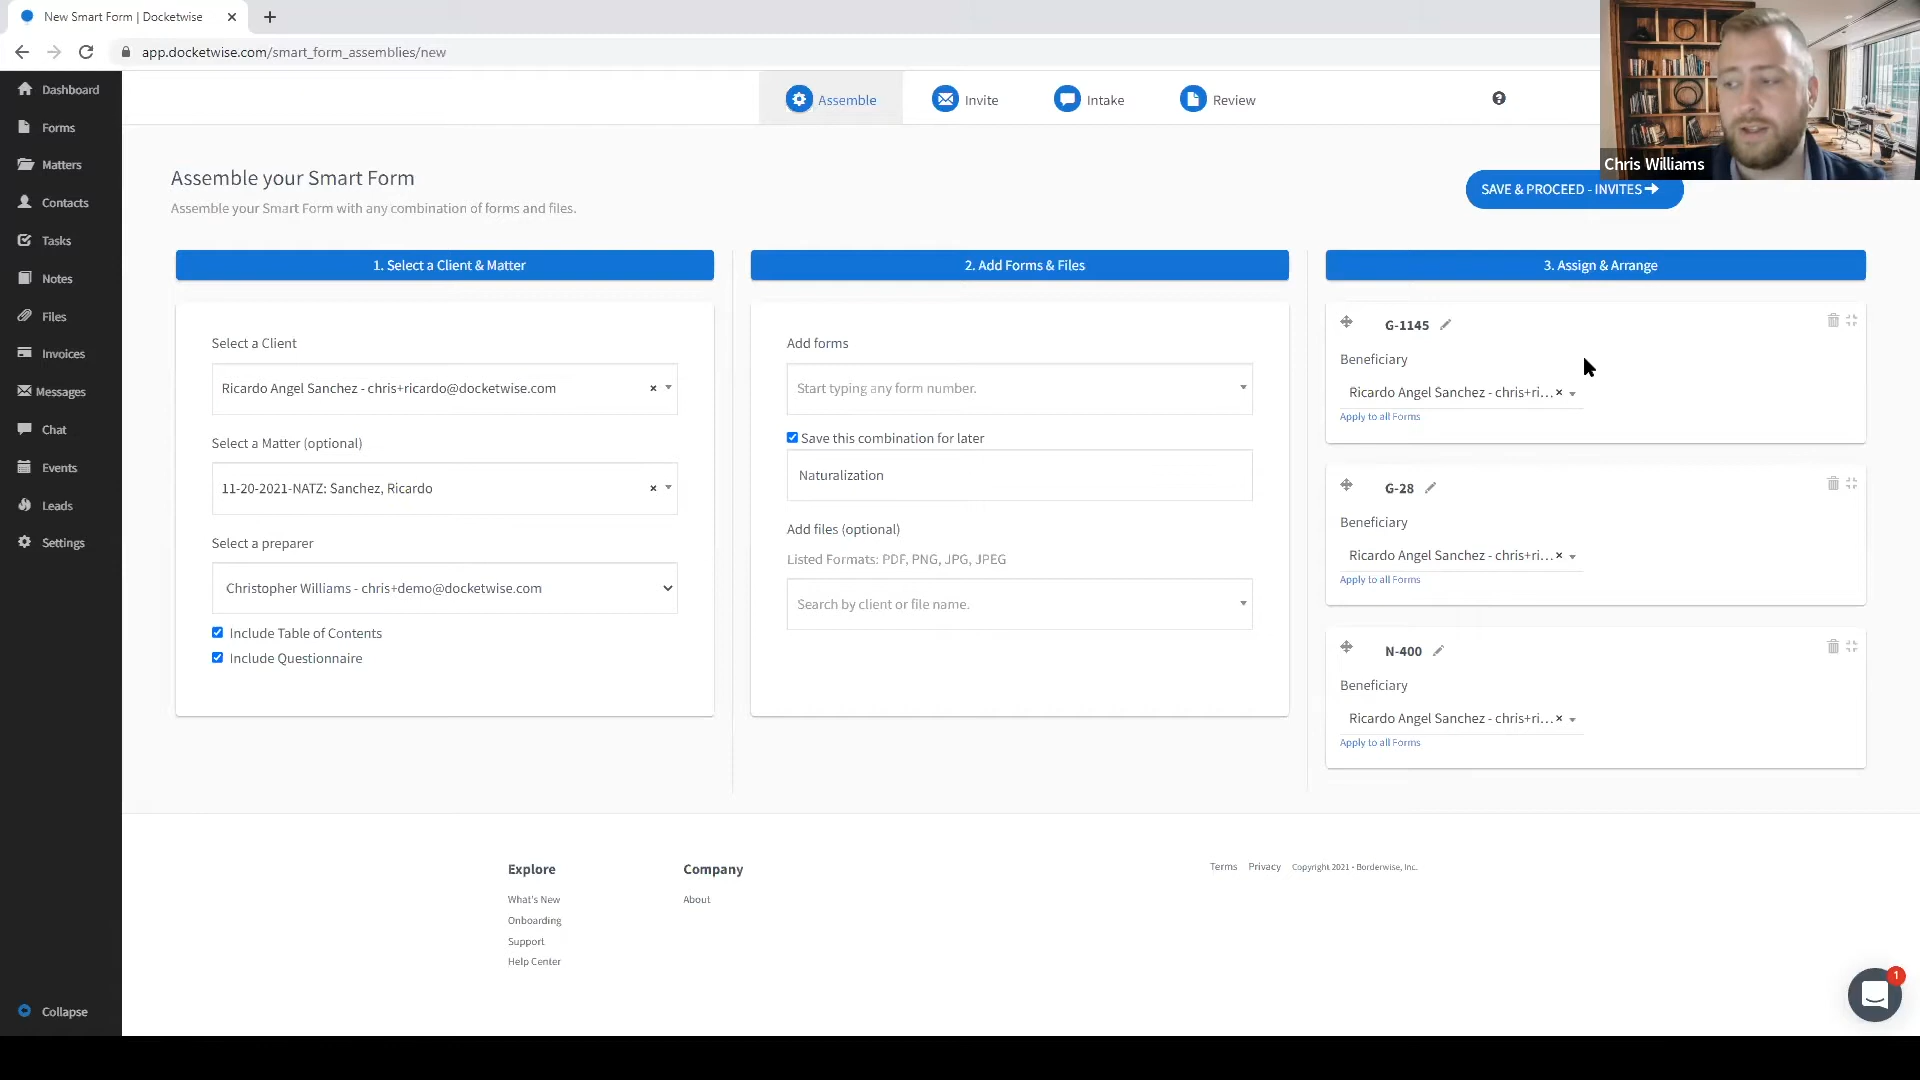 New Smart Form | Docketwise
app.docketwise.com/smart_form_assemblies/new
Dashboard
Forms
Matters
Contacts
Tasks
Notes
Files
Invoices
Messages
Chat
Events
Leads
Settings
Collapse
Assemble
Invite
Intake
Review
Chris Williams
Assemble your Smart Form
Assemble your Smart Form with any combination of forms and files.
SAVE & PROCEED - INVITES
1. Select a Client & Matter
Select a Client
Ricardo Angel Sanchez - chris+ricardo@docketwise.com
Select a Matter (optional)
11-20-2021-NATZ: Sanchez, Ricardo
Select a preparer
Christopher Williams - chris+demo@docketwise.com
Include Table of Contents
Include Questionnaire
2. Add Forms & Files
Add forms
Start typing any form number.
Save this combination for later
Naturalization
Add files (optional)
Listed Formats: PDF, PNG, JPG, JPEG
Search by client or file name.
3. Assign & Arrange
G-1145
Beneficiary
Ricardo Angel Sanchez - chris+ri...
Apply to all Forms
G-28
Beneficiary
Ricardo Angel Sanchez - chris+ri...
Apply to all Forms
N-400
Beneficiary
Ricardo Angel Sanchez - chris+ri...
Apply to all Forms
Explore
What's New
Onboarding
Support
Help Center
Company
About
Terms Privacy Copyright 2021 - Borderwise, Inc.
1